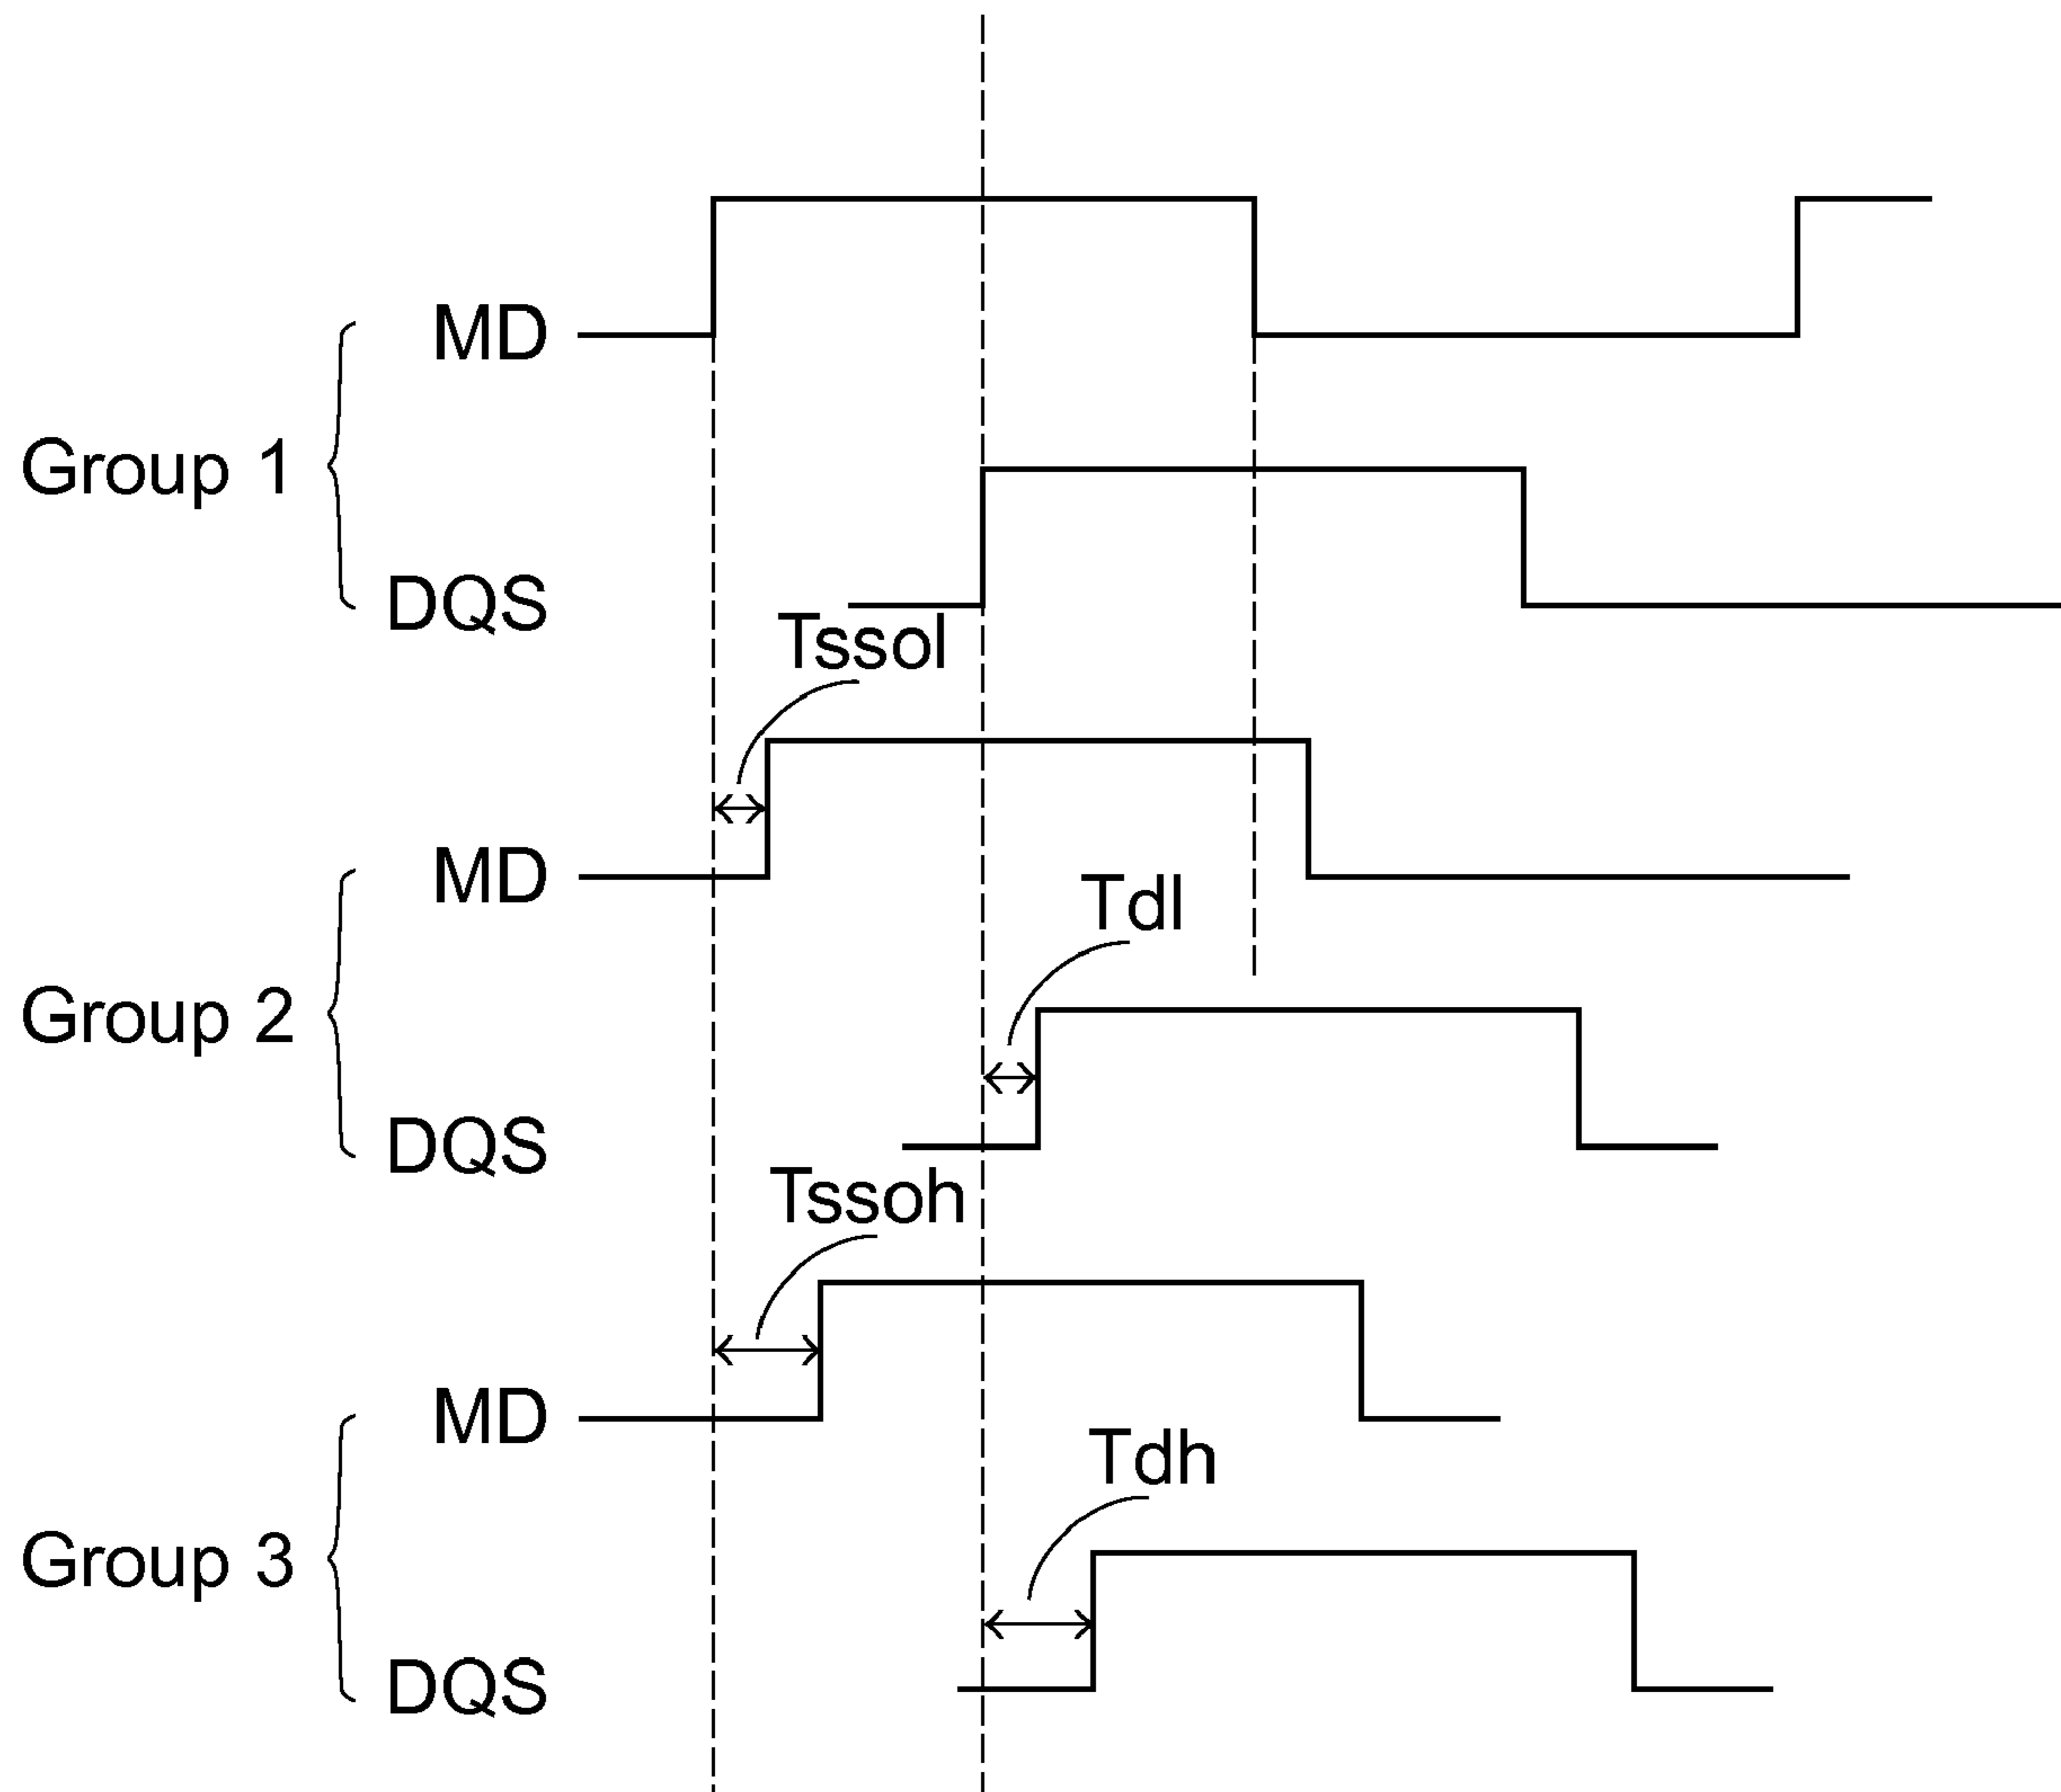 MD
Group 1
DQS
Tssol
MD
Tdl
Group 2
DQS
Tssoh
MD
Tdh
Group 3
DQS